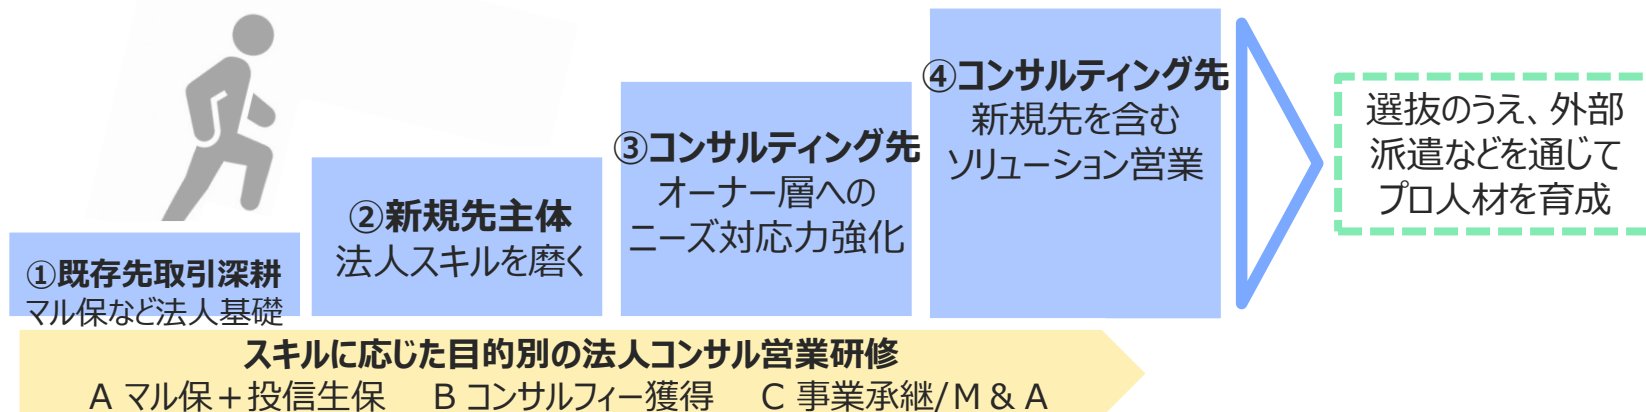 ①既存先取引深耕
マル保など法人基礎
②新規先主体
法人スキルを磨く
③コンサルティング先
オーナー層への
ニーズ対応力強化
④コンサルティング先
新規先を含む
ソリューション営業
選抜のうえ、外部
派遣などを通じて
プロ人材を育成
スキルに応じた目的別の法人コンサル営業研修
A マル保＋投信生保　B コンサルフィー獲得　C 事業承継/M & A